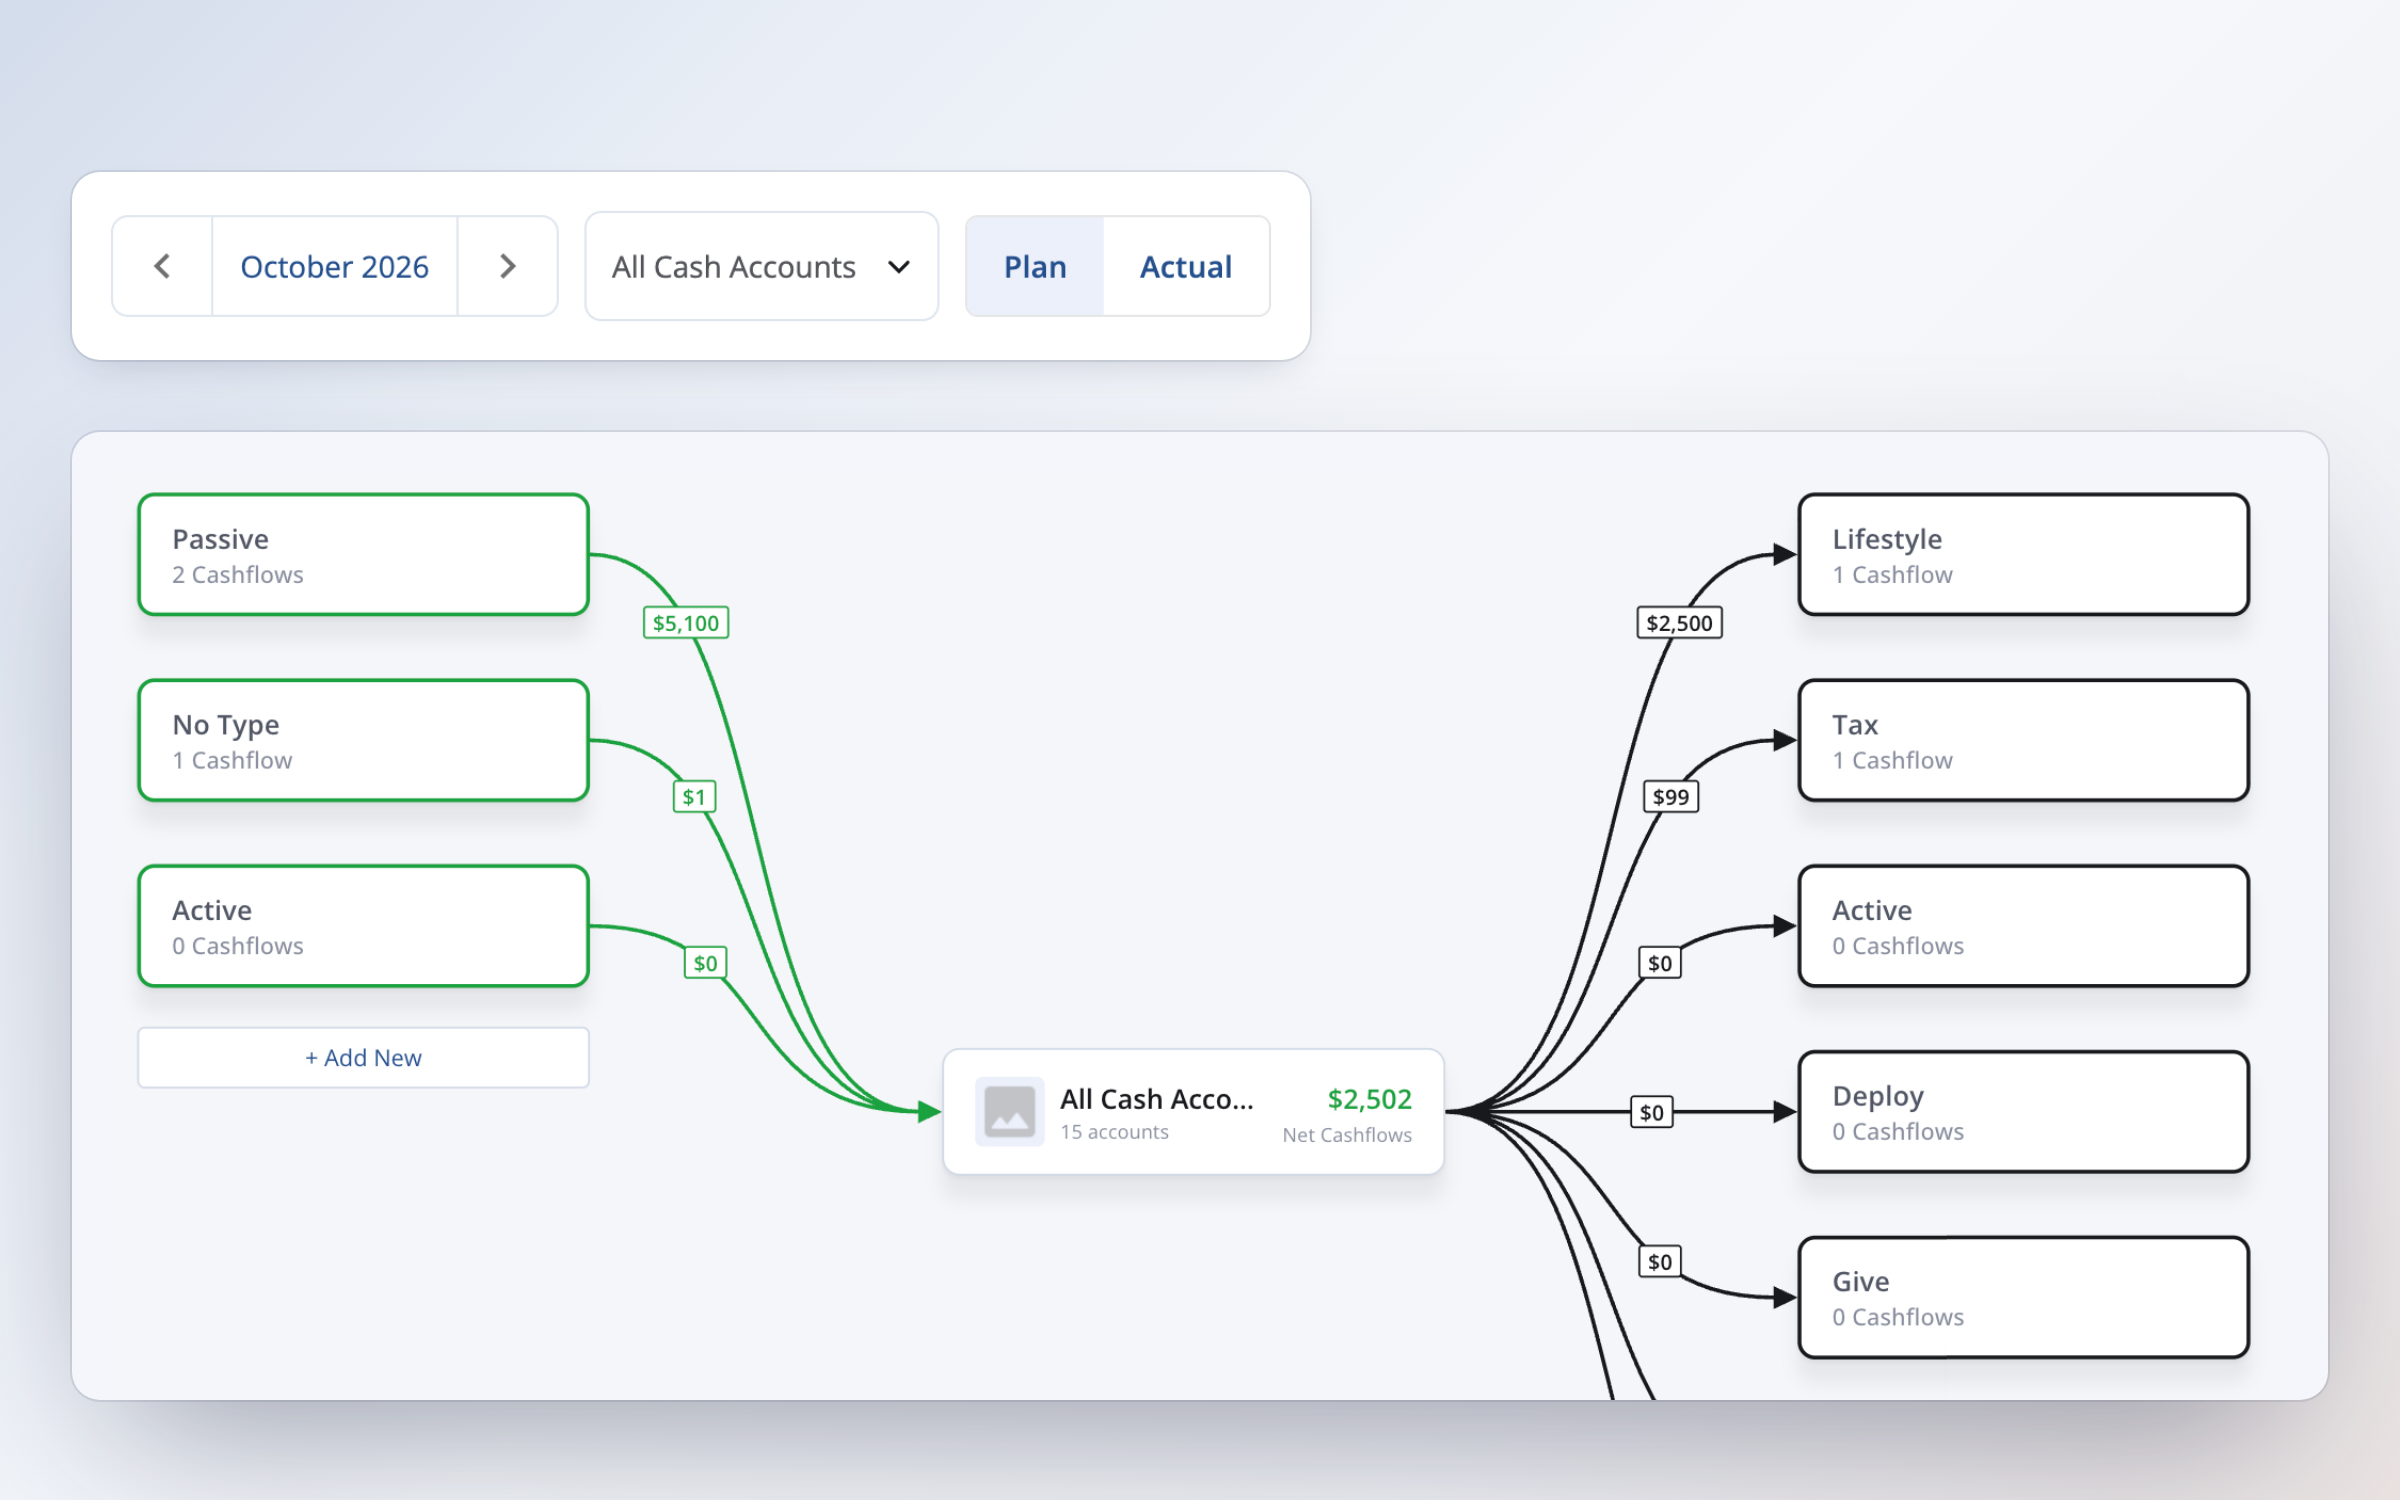 October 2026
All Cash Accounts
Plan
Actual
Passive
2 Cashflows
$5,100
No Type
1 Cashflow
$1
Active
0 Cashflows
$0
+ Add New
All Cash Acco...
15 accounts
$2,502
Net Cashflows
$2,500
Lifestyle
1 Cashflow
$99
Tax
1 Cashflow
$0
Active
0 Cashflows
$0
Deploy
0 Cashflows
$0
Give
0 Cashflows